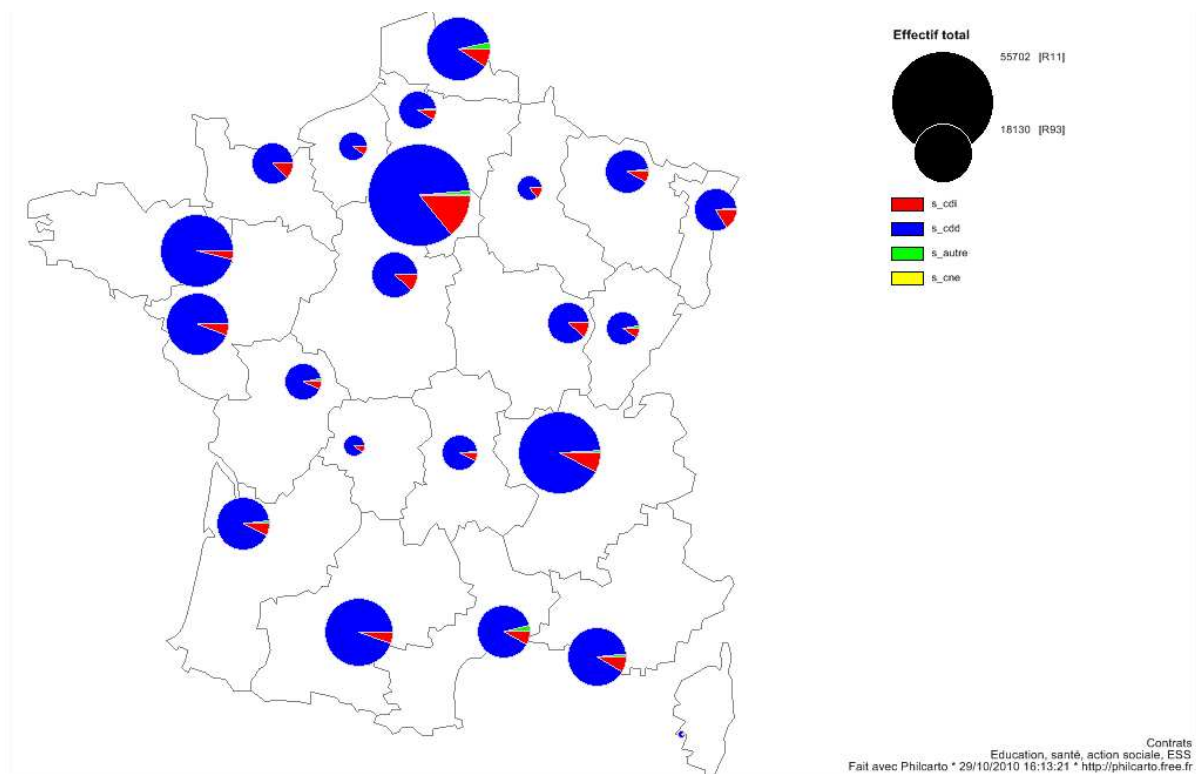 Effectif total
55702 [R11]
18130 [R93]
s_cdi
s_cdd
s_autre
s_cne
Contrats
Education, santé, action sociale, ESS
Fait avec Philcarto * 29/10/2010 16:13:21 * http://philcarto.free.fr